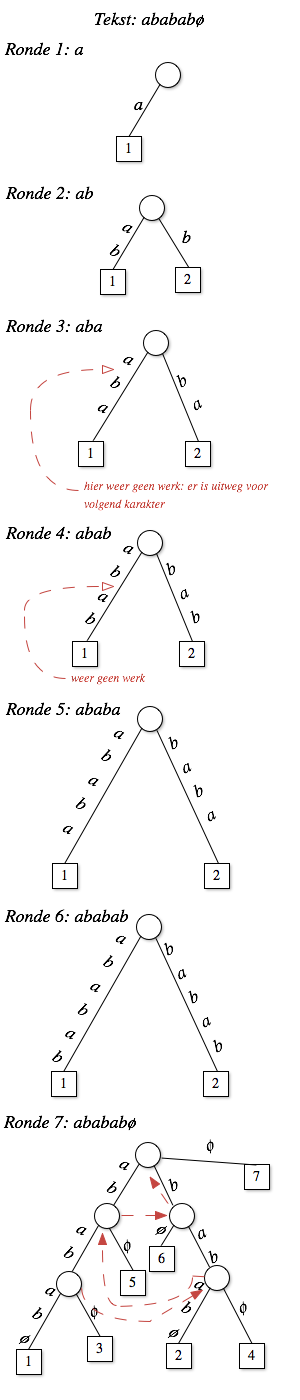 Tekst: abababø
Ronde 1: a
a
1
Ronde 2: ab
a
b
b
1
2
Ronde 3: aba
a
b
b
a
a
1
2
hier weer geen werk: er is uitweg voor
volgend karakter
Ronde 4: abab
a
b
b
a
a
b
b
1
2
weer geen werk
Ronde 5: ababa
a
b
b
a
a
b
b
a
a
1
2
Ronde 6: ababab
a
b
b
a
a
b
b
a
a
b
b
1
2
Ronde 7: abababø
ϕ
a
7
b
b
a
ø
a
b
ϕ
6
b
5
a
a
b
ϕ
b
ϕ
ø
ø
1
3
2
4